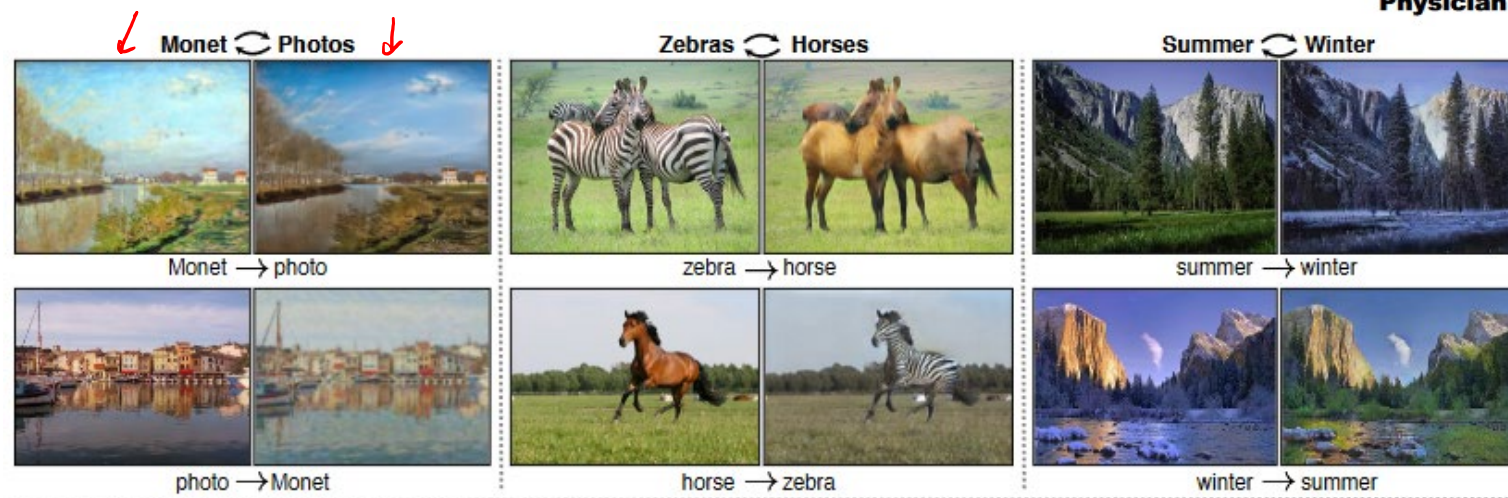 Physician
Monet Photos
Zebras Horses
Summer Winter
Monet → photo
zebra → horse
summer → winter
photo → Monet
horse → zebra
winter → summer